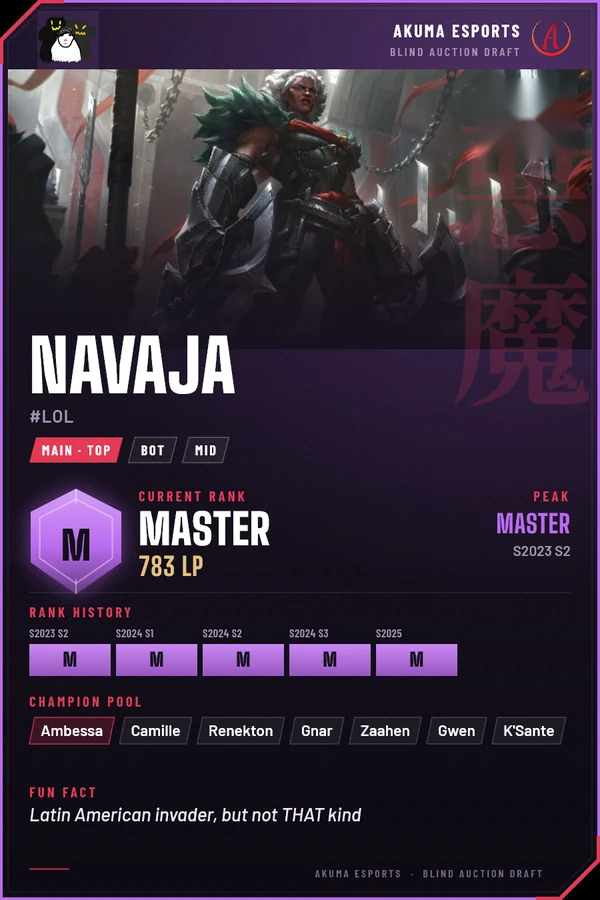 AKUMA ESPORTS
BLIND AUCTION DRAFT
A
悪
魔
NAVAJA
#LOL
MAIN · TOP BOT MID
CURRENT RANK
M
MASTER
783 LP
PEAK
MASTER
S2023 S2
RANK HISTORY
S2023 S2 S2024 S1 S2024 S2 S2024 S3 S2025
M M M M M
CHAMPION POOL
Ambessa Camille Renekton Gnar Zaahen Gwen K'Sante
FUN FACT
Latin American invader, but not THAT kind
AKUMA ESPORTS · BLIND AUCTION DRAFT